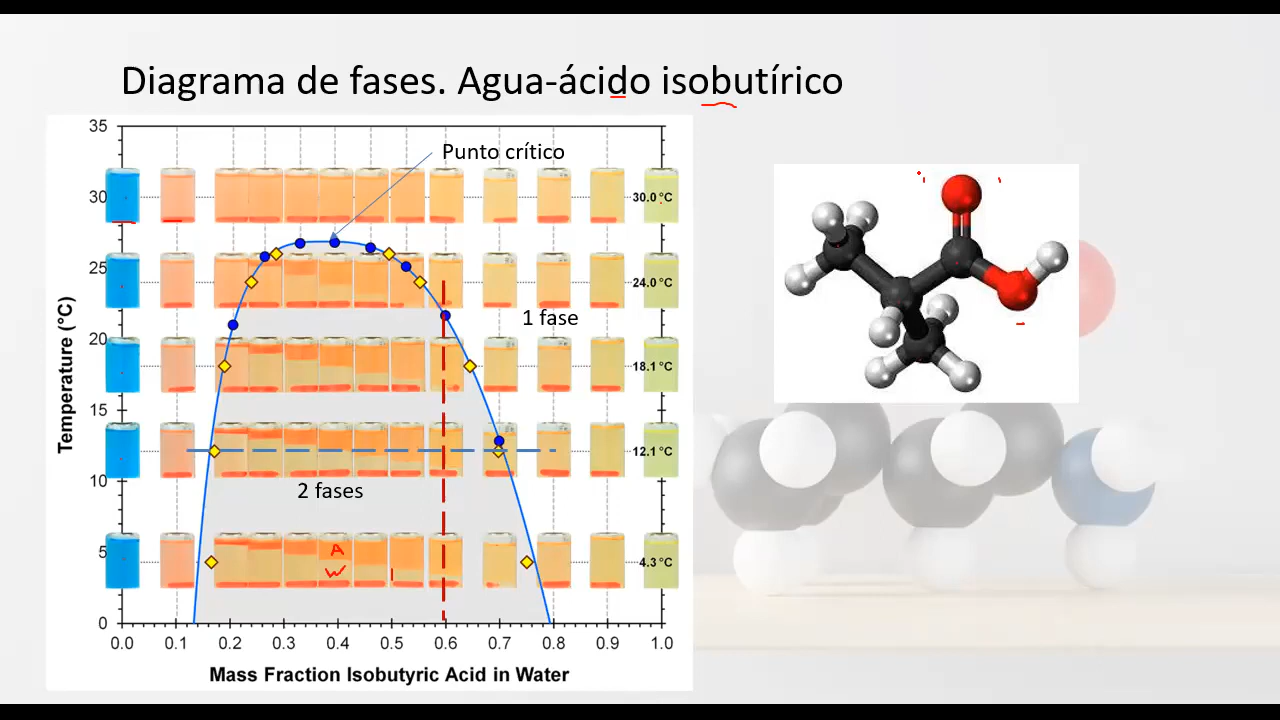 Diagrama de fases. Agua-ácido isobutírico
35
Punto crítico
30
30.0 °C
25
24.0 °C
1 fase
20
18.1 °C
15
12.1 °C
10
2 fases
5
A
W
4.3 °C
0
0.0 0.1 0.2 0.3 0.4 0.5 0.6 0.7 0.8 0.9 1.0
Temperature (°C)
Mass Fraction Isobutyric Acid in Water